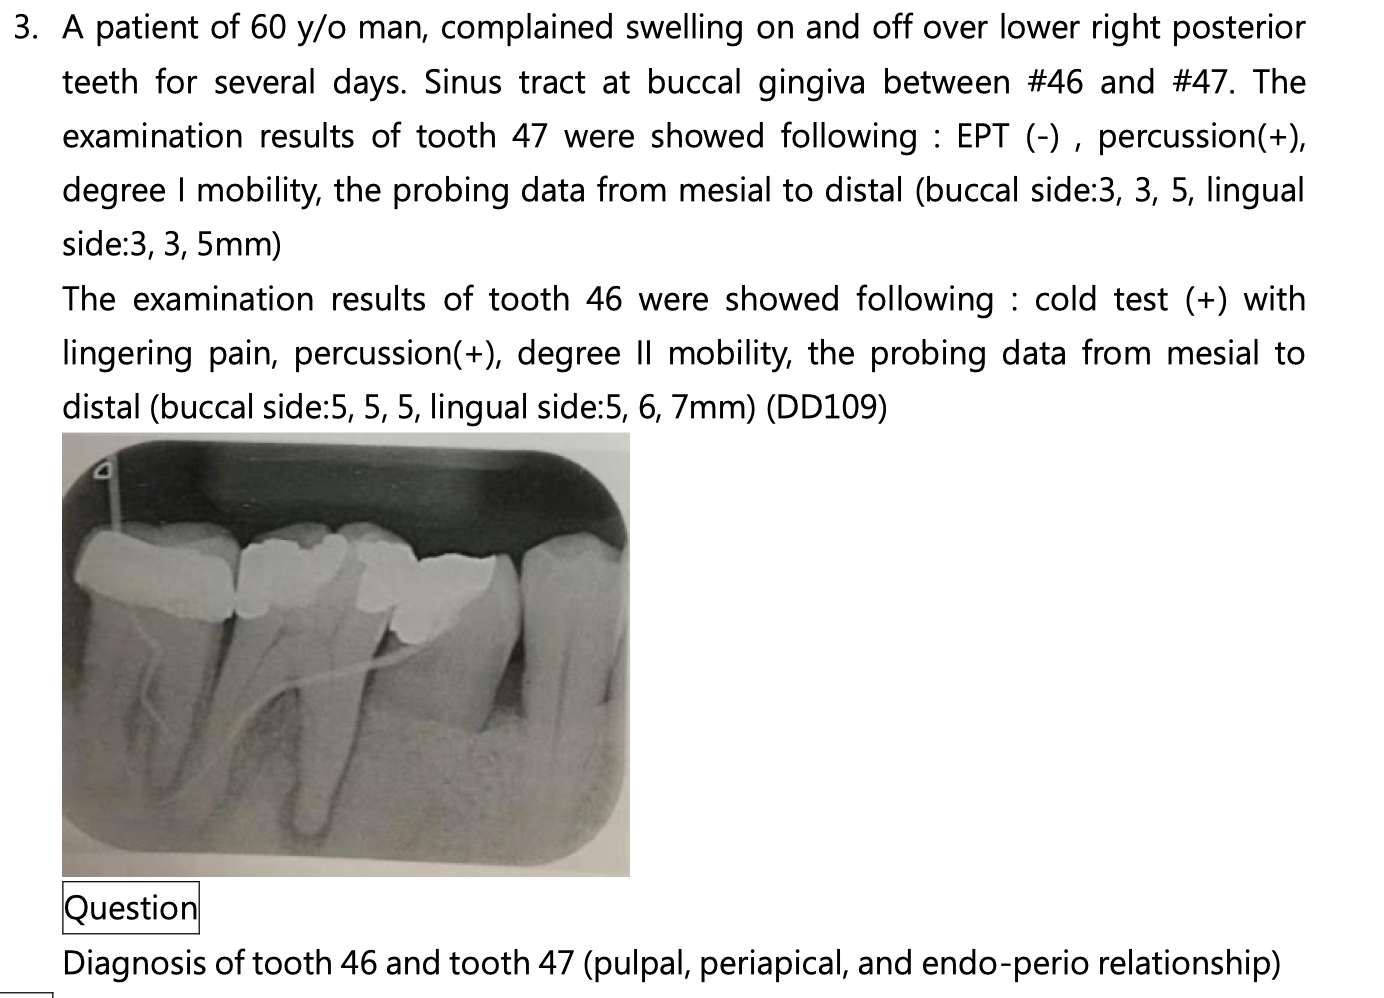 3. A patient of 60 y/o man, complained swelling on and off over lower right posterior
teeth for several days. Sinus tract at buccal gingiva between #46 and #47. The
examination results of tooth 47 were showed following : EPT (-) , percussion(+),
degree I mobility, the probing data from mesial to distal (buccal side:3, 3, 5, lingual
side:3, 3, 5mm)
The examination results of tooth 46 were showed following : cold test (+) with
lingering pain, percussion(+), degree II mobility, the probing data from mesial to
distal (buccal side:5, 5, 5, lingual side:5, 6, 7mm) (DD109)
Question
Diagnosis of tooth 46 and tooth 47 (pulpal, periapical, and endo-perio relationship)